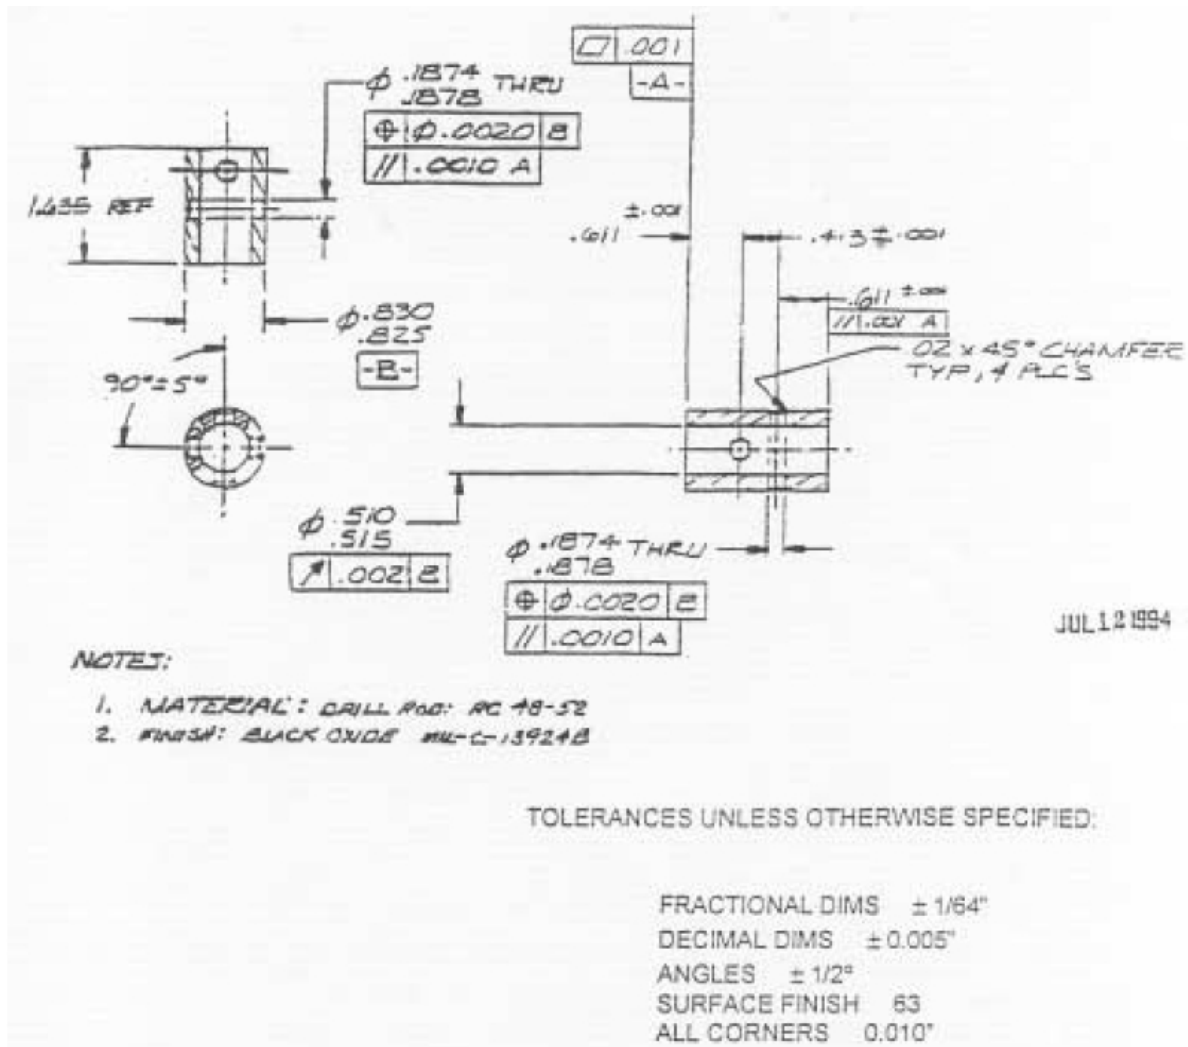 ⏥ .001
-A-
⌀ .1874 THRU
.1878
⌖ ⌀.0020 B
// .0010 A
1.435 REF
±.001
.611
.413 ±.001
.611
// .001 A
.02 x 45° CHAMFER
TYP, 4 PLC'S
⌀.830
.825
-B-
90°±5°
⌀ .510
.515
↗ .002 B
⌀ .1874 THRU
.1878
⌖ ⌀.0020 B
// .0010 A
JUL 12 1994
NOTES:
1. MATERIAL: DRILL ROD: RC 48-52
2. FINISH: BLACK OXIDE MIL-C-13924B
TOLERANCES UNLESS OTHERWISE SPECIFIED:
FRACTIONAL DIMS ± 1/64"
DECIMAL DIMS ± 0.005"
ANGLES ± 1/2°
SURFACE FINISH 63
ALL CORNERS 0.010"